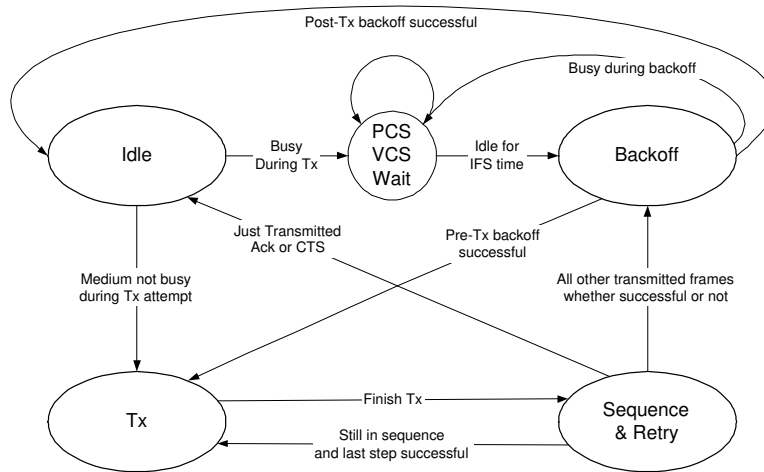 Post-Tx backoff successful
Busy during backoff
Idle
Busy
During Tx
PCS
VCS
Wait
Idle for
IFS time
Backoff
Just Transmitted
Ack or CTS
Pre-Tx backoff
successful
Medium not busy
during Tx attempt
All other transmitted frames
whether successful or not
Tx
Finish Tx
Sequence
& Retry
Still in sequence
and last step successful